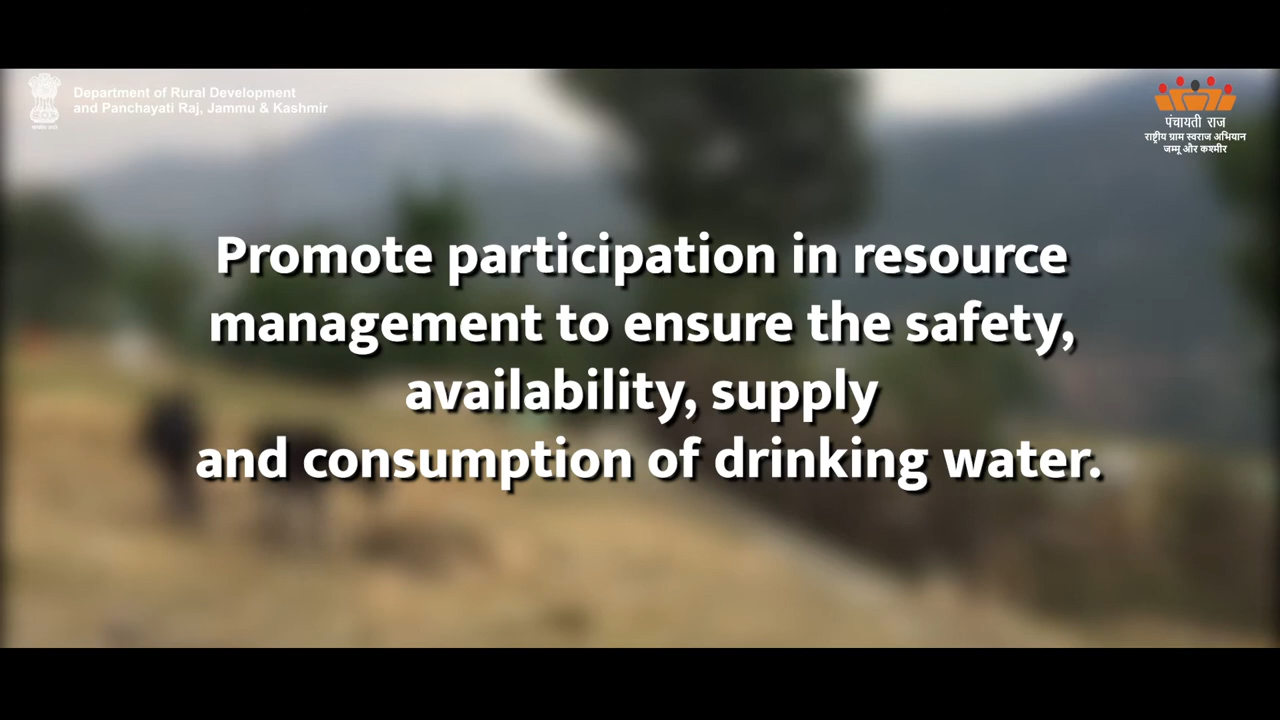 Department of Rural Development
and Panchayati Raj, Jammu & Kashmir
पंचायती राज
राष्ट्रीय ग्राम स्वराज अभियान
जम्मू और कश्मीर
Promote participation in resource
management to ensure the safety,
availability, supply
and consumption of drinking water.